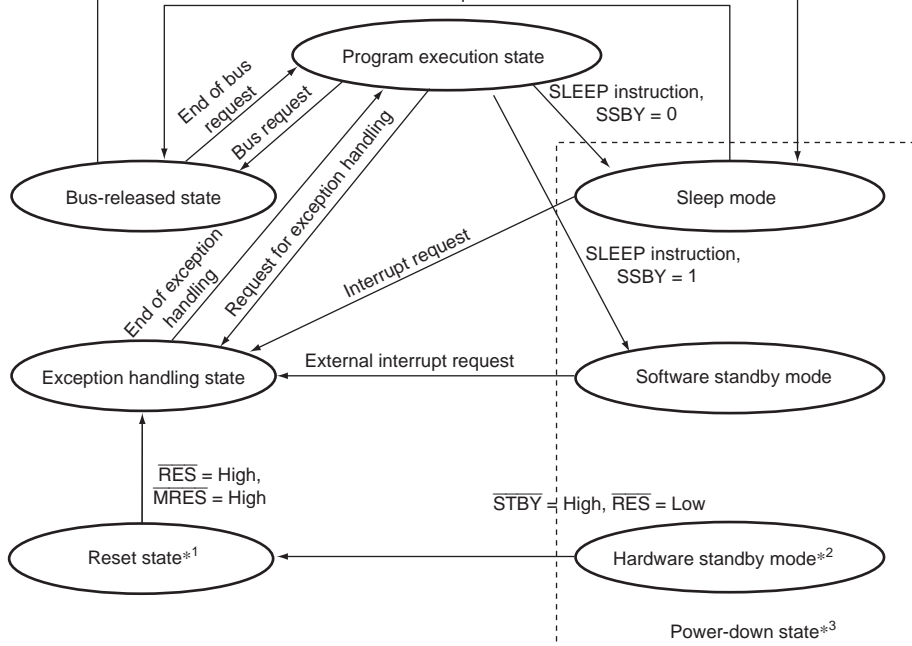 Program execution state
End of bus
request
Bus request
SLEEP instruction,
SSBY = 0
Bus-released state
Sleep mode
End of exception
handling
Request for exception handling
Interrupt request
SLEEP instruction,
SSBY = 1
External interrupt request
Exception handling state
Software standby mode
RES = High,
MRES = High
STBY = High, RES = Low
Reset state*1
Hardware standby mode*2
Power-down state*3